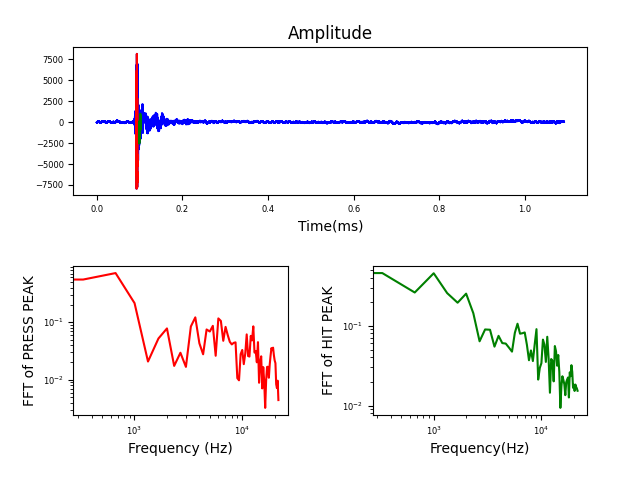 Amplitude
7500
5000
2500
0
−2500
−5000
−7500
0.0 0.2 0.4 0.6 0.8 1.0
Time(ms)
FFT of PRESS PEAK
10⁻¹
10⁻²
10³ 10⁴
Frequency (Hz)
FFT of HIT PEAK
10⁻¹
10⁻²
10³ 10⁴
Frequency(Hz)